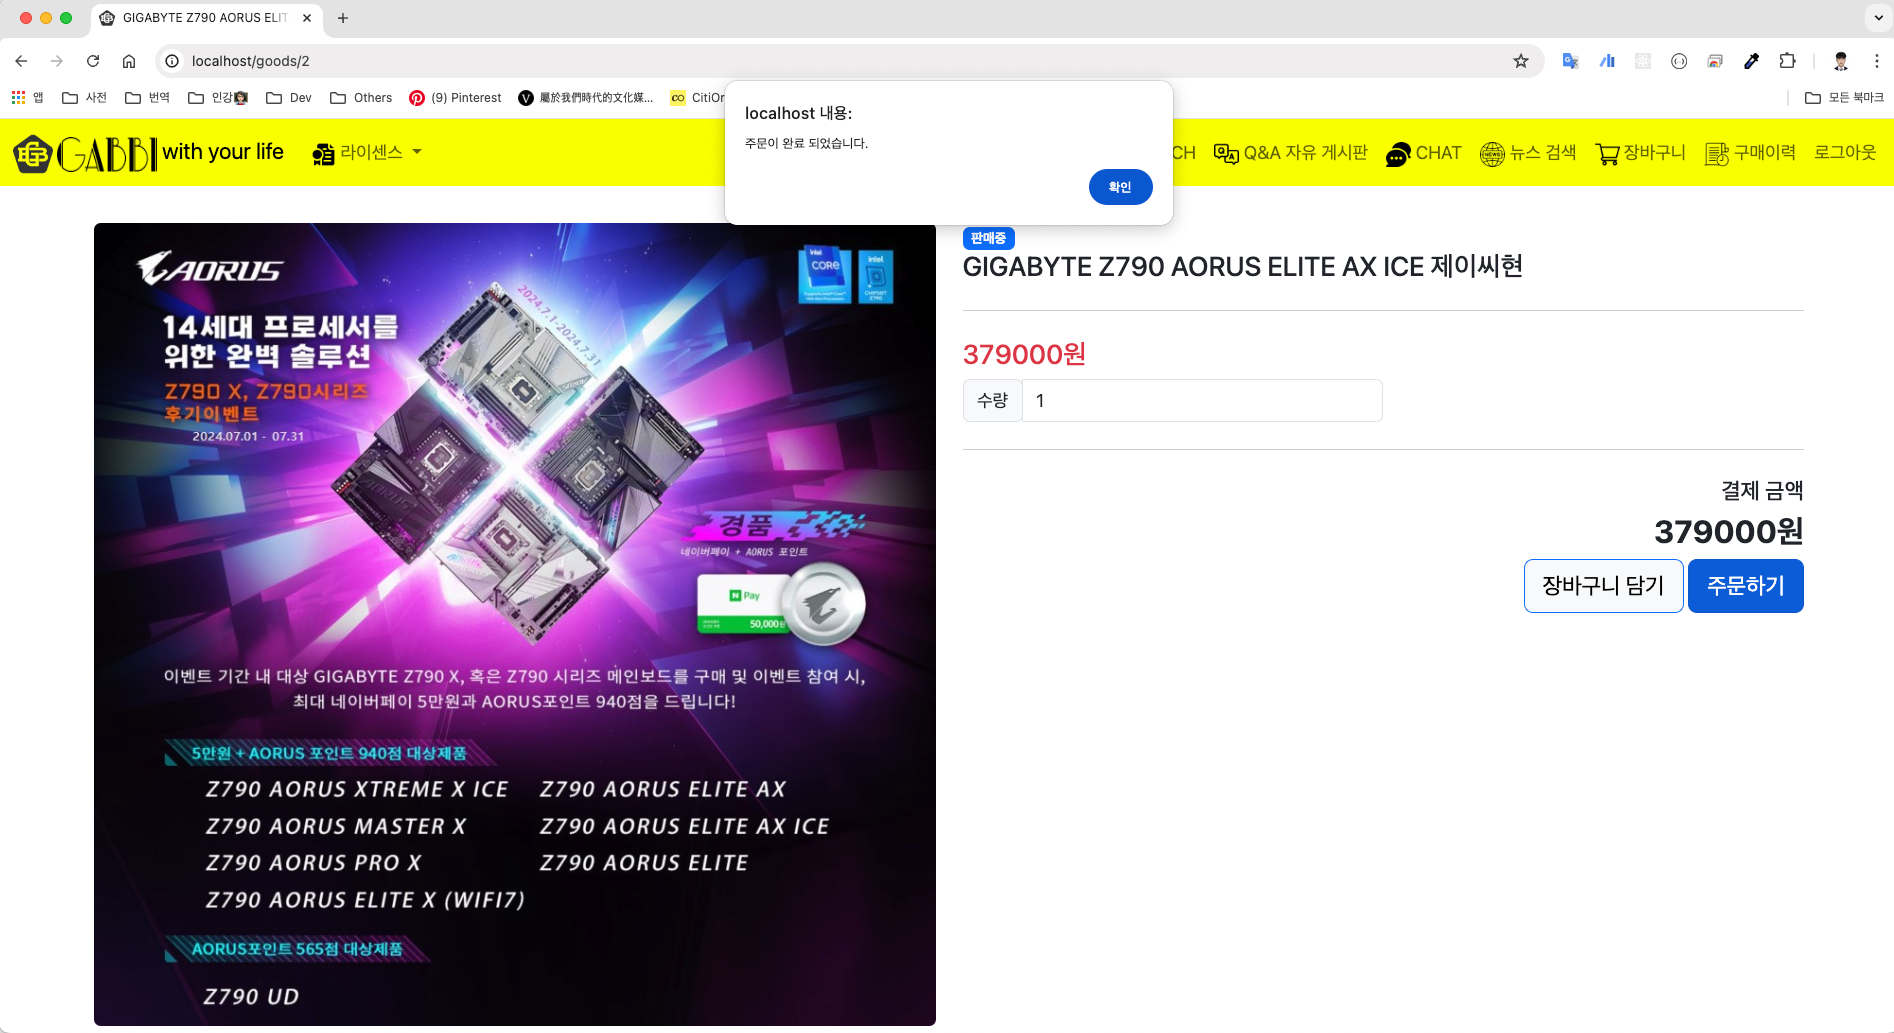 GIGABYTE Z790 AORUS ELIT
localhost/goods/2
앱
사전
번역
인강
Dev
Others
(9) Pinterest
屬於我們時代的文化媒...
CitiOr
모든 북마크
localhost 내용:
주문이 완료 되었습니다.
확인
GABBI with your life
라이센스
CH
Q&A 자유 게시판
CHAT
뉴스 검색
장바구니
구매이력
로그아웃
AORUS
intel
CORE
intel
CHIPSET
Z790
2024.7.1-2024.7.31
14세대 프로세서를
위한 완벽 솔루션
Z790 X, Z790시리즈
후기이벤트
2024.07.01 - 07.31
경품
네이버페이 + AORUS 포인트
N Pay
50,000원
이벤트 기간 내 대상 GIGABYTE Z790 X, 혹은 Z790 시리즈 메인보드를 구매 및 이벤트 참여 시,
최대 네이버페이 5만원과 AORUS포인트 940점을 드립니다!
5만원 + AORUS 포인트 940점 대상제품
Z790 AORUS XTREME X ICE
Z790 AORUS ELITE AX
Z790 AORUS MASTER X
Z790 AORUS ELITE AX ICE
Z790 AORUS PRO X
Z790 AORUS ELITE
Z790 AORUS ELITE X (WIFI7)
AORUS포인트 565점 대상제품
Z790 UD
판매중
GIGABYTE Z790 AORUS ELITE AX ICE 제이씨현
379000원
수량
1
결제 금액
379000원
장바구니 담기
주문하기